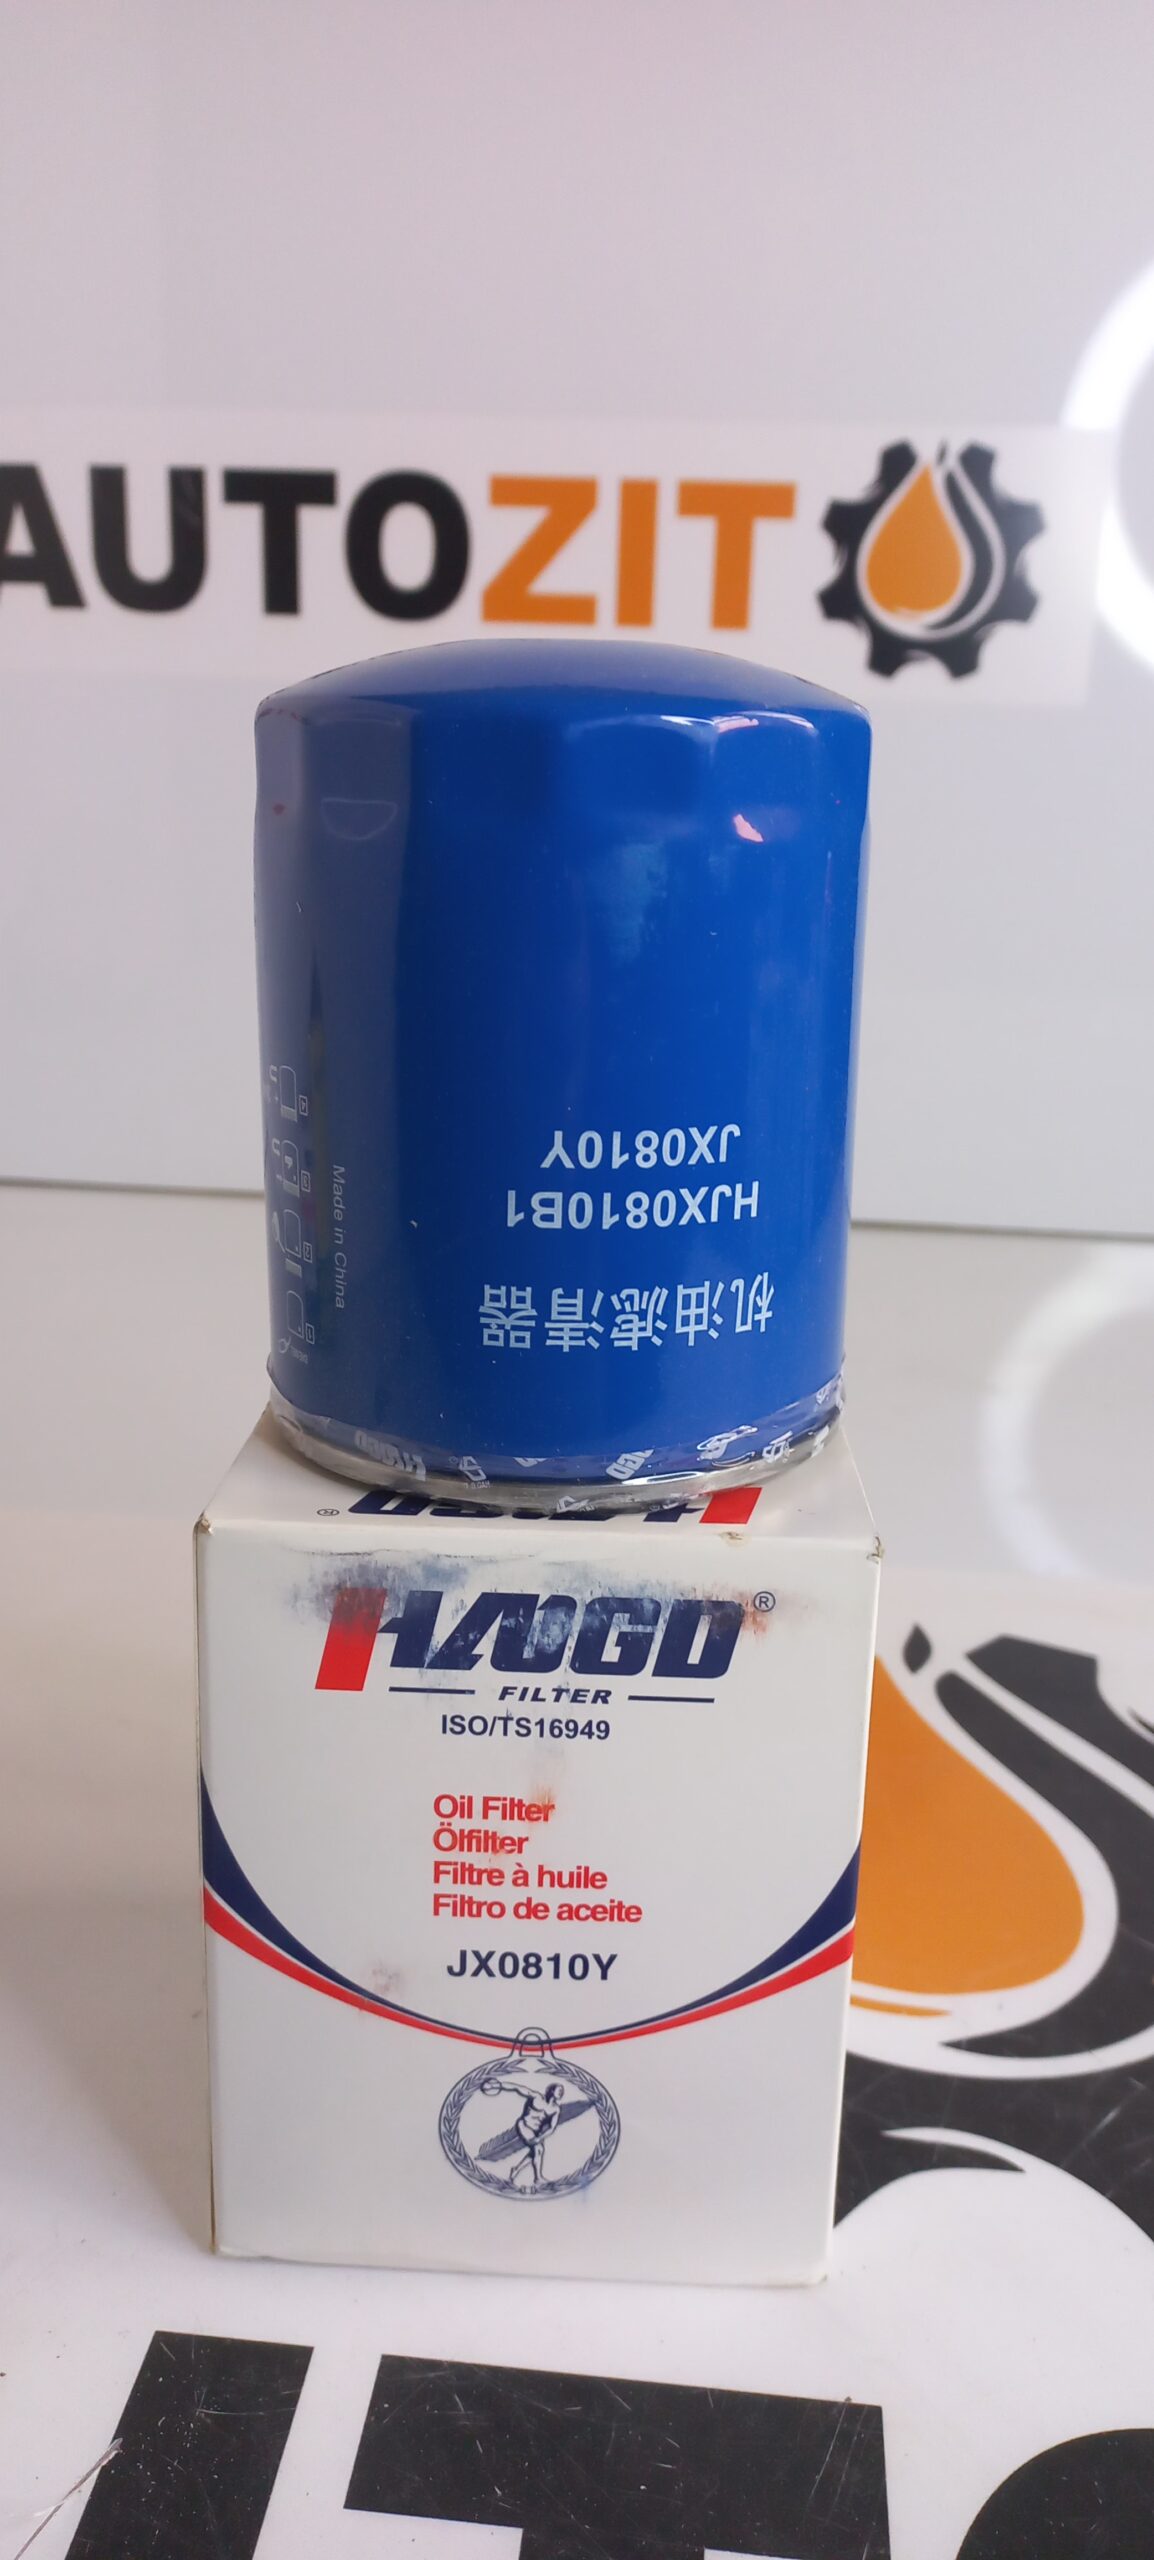 AUTOZIT
JX0810Y
HJX0810B1
机油滤清器
Made in China
HAOGD®
FILTER
ISO/TS16949
Oil Filter
Ölfilter
Filtre à huile
Filtro de aceite
JX0810Y